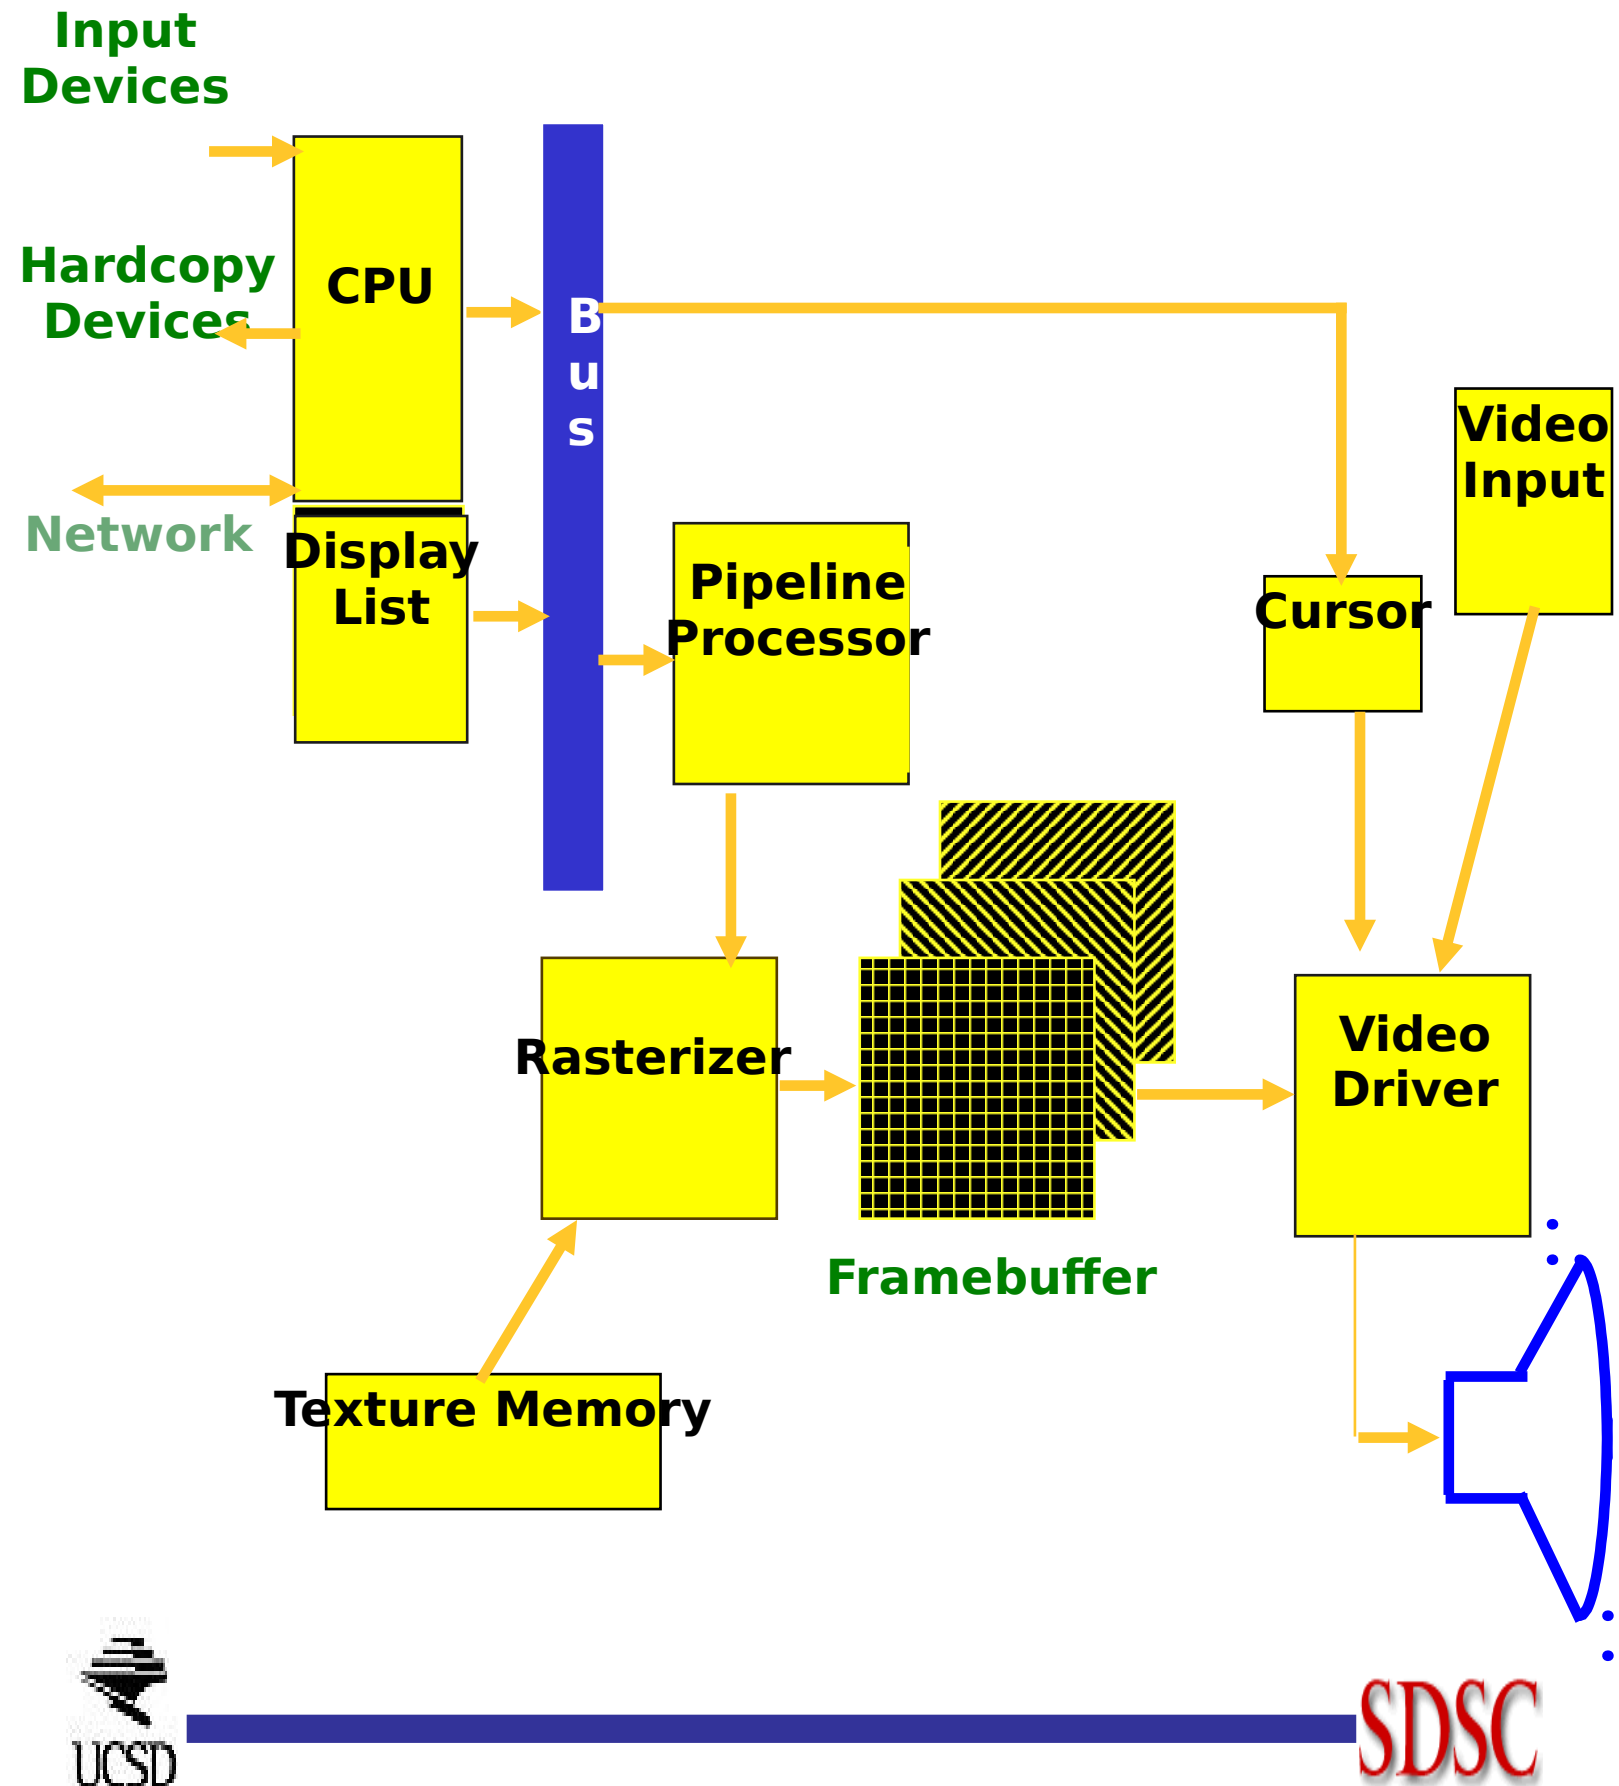 Input
Devices
Hardcopy
Devices
Network
CPU
Display
List
B
u
s
Pipeline
Processor
Cursor
Video
Input
Rasterizer
Framebuffer
Video
Driver
Texture Memory
UCSD
SDSC